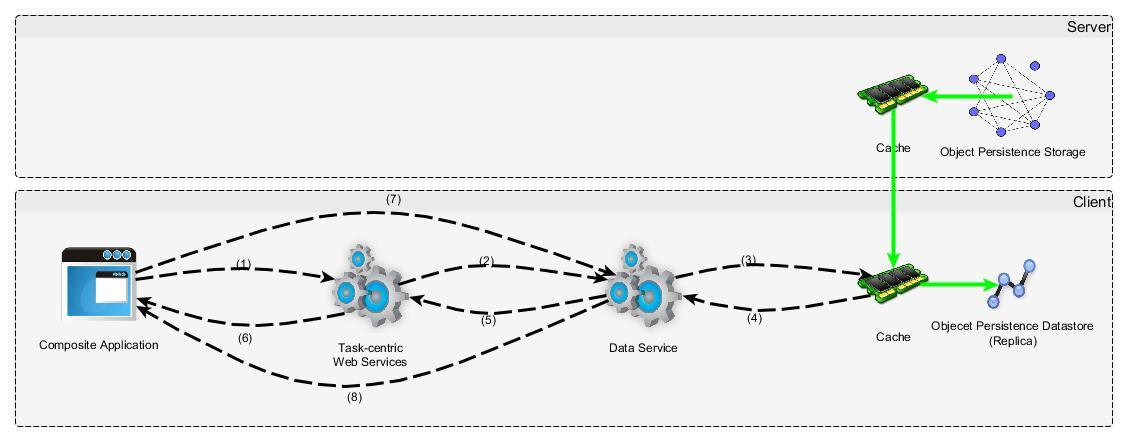 Server
Cache
Object Persistence Storage
Client
(7)
(1)
(2)
(3)
(4)
(5)
(6)
Composite Application
Task-centric
Web Services
Data Service
Cache
Objecet Persistence Datastore
(Replica)
(8)